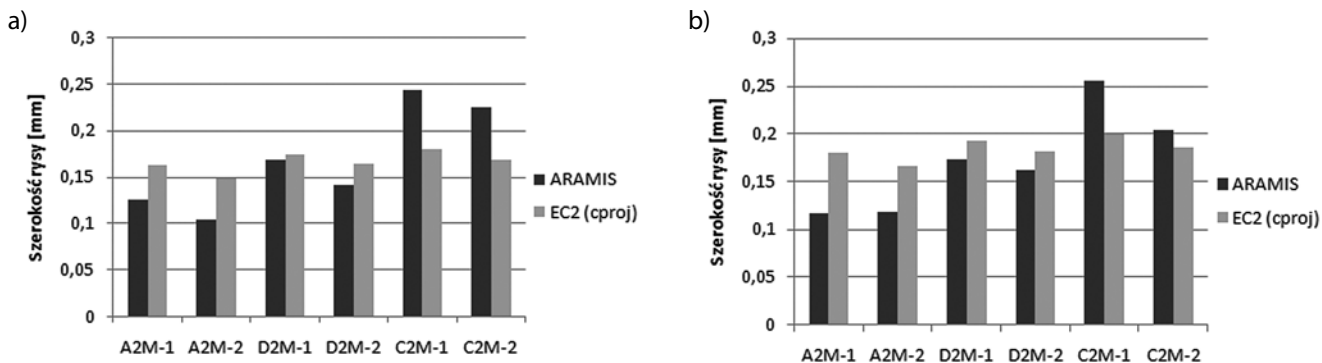 a)
0,3
0,25
0,2
0,15
0,1
0,05
0
Szerokość rysy [mm]
A2M-1 A2M-2 D2M-1 D2M-2 C2M-1 C2M-2
ARAMIS
EC2 (cproj)
b)
0,3
0,25
0,2
0,15
0,1
0,05
0
Szerokość rysy [mm]
A2M-1 A2M-2 D2M-1 D2M-2 C2M-1 C2M-2
ARAMIS
EC2 (cproj)